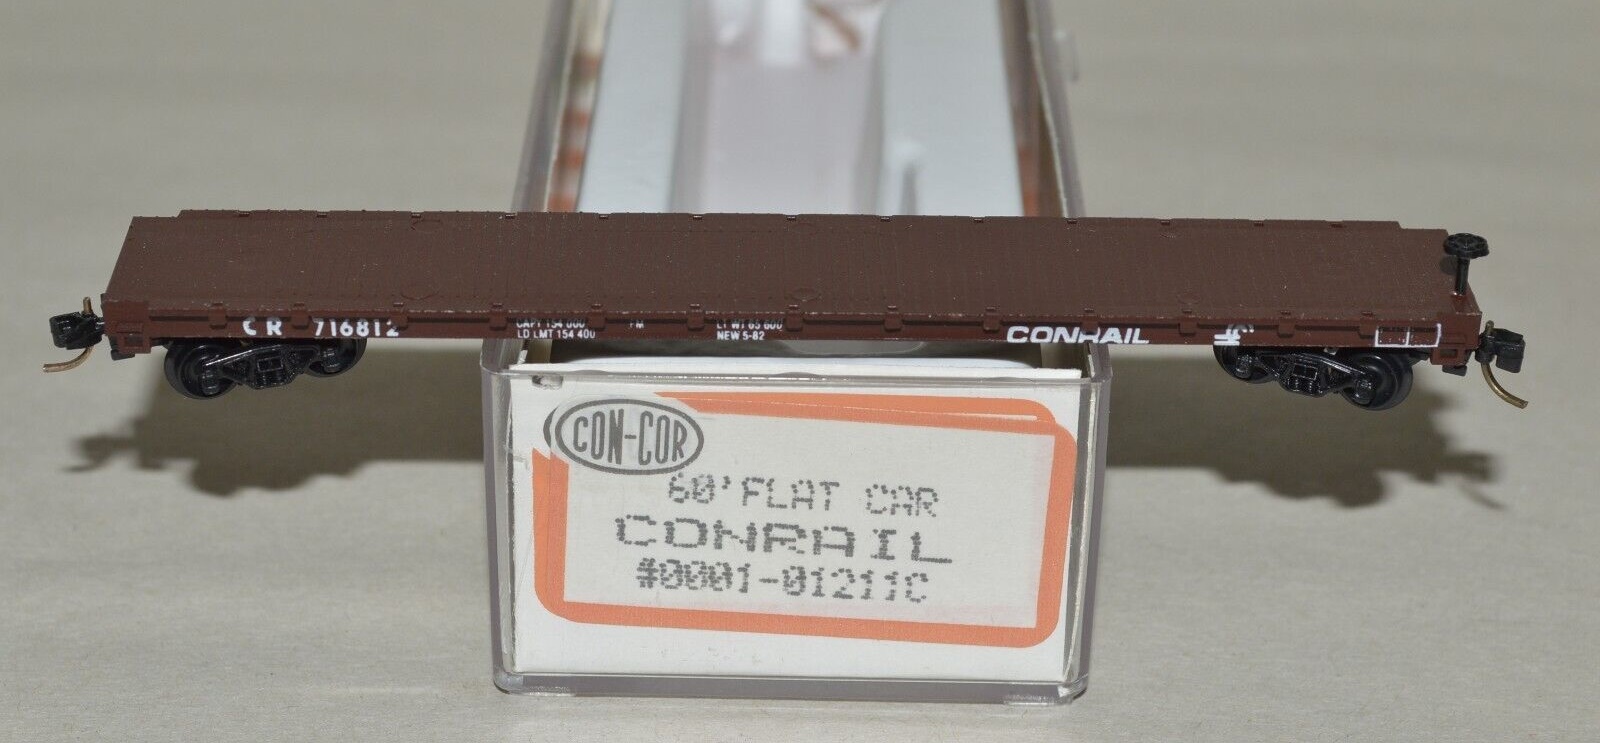 CR 716812
CAPY 154 000 FM LT WT 65 600
LD LMT 154 400 NEW 5-82
CONRAIL
CON-COR
60' FLAT CAR
CONRAIL
#0001-01211C